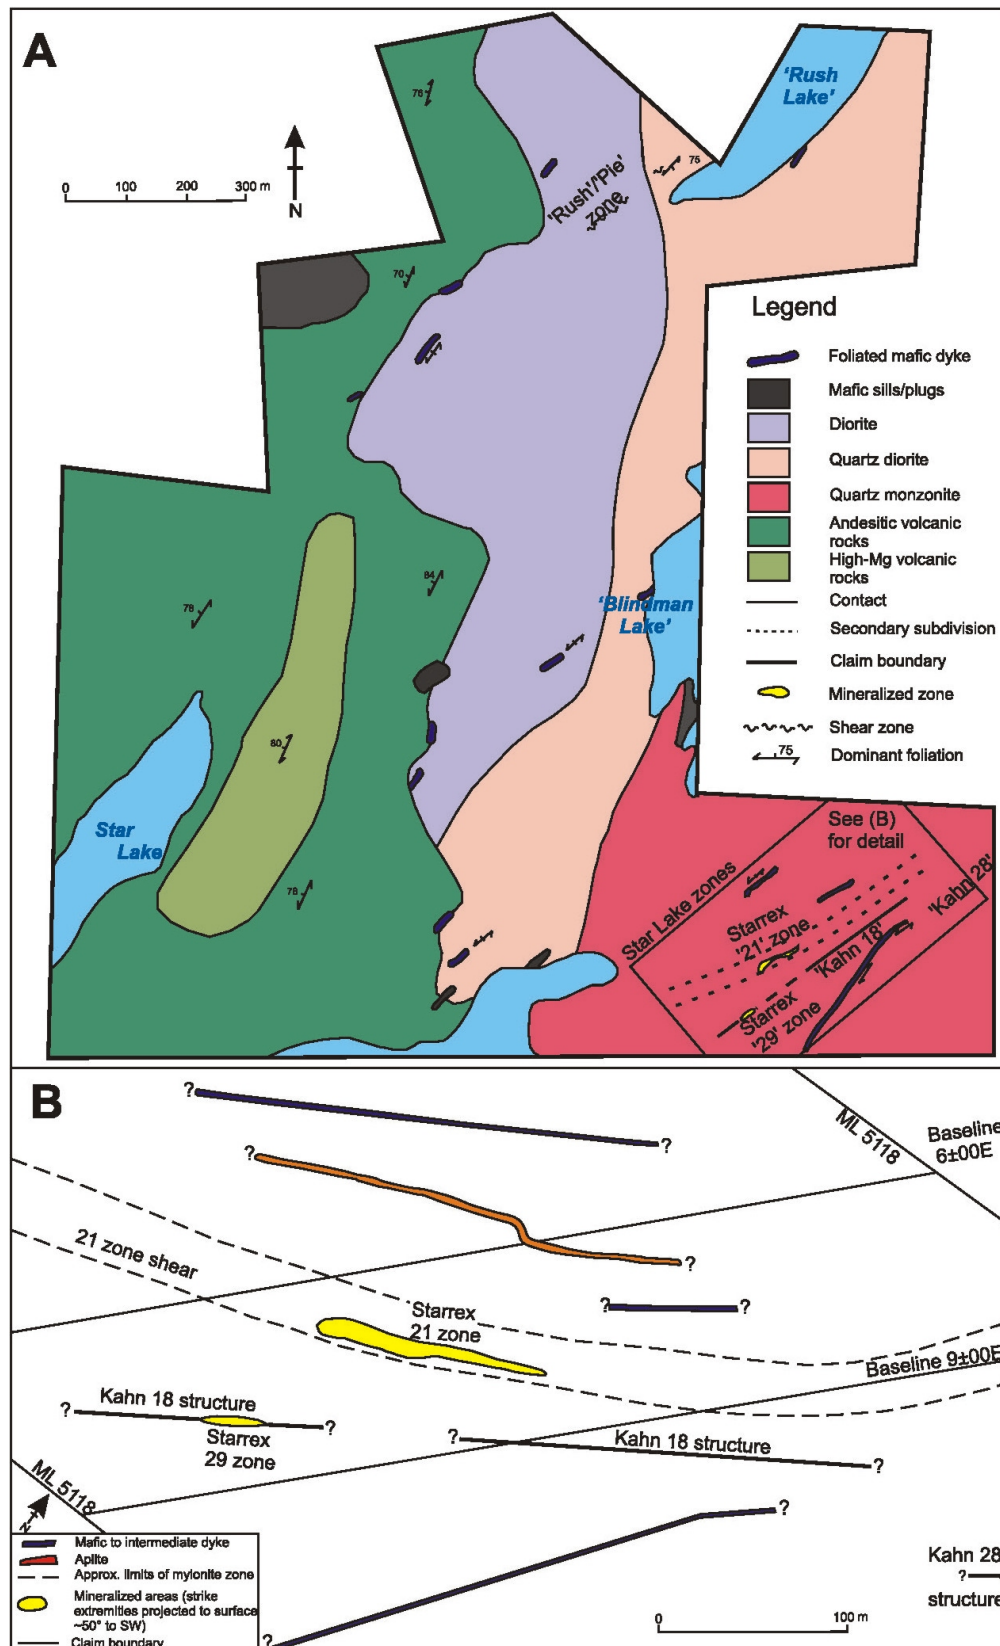 A
'Rush
Lake'
76
75
'Rush'/'Pie'
zone
0 100 200 300 m
N
70
Legend
Foliated mafic dyke
Mafic sills/plugs
Diorite
Quartz diorite
Quartz monzonite
Andesitic volcanic
rocks
High-Mg volcanic
rocks
Contact
Secondary subdivision
Claim boundary
Mineralized zone
Shear zone
75
Dominant foliation
84
78
'Blindman
Lake'
80
Star
Lake
78
See (B)
for detail
Star Lake zones
Starrex
'21' zone
'Kahn 18'
'Kahn 28'
Starrex
'29' zone
B
?
?
ML 5118
Baseline
6±00E
?
?
21 zone shear
?
?
Starrex
21 zone
Baseline 9±00E
Kahn 18 structure
?
?
Starrex
29 zone
?
Kahn 18 structure
?
ML 5118
N
?
?
Mafic to intermediate dyke
Aplite
Approx. limits of mylonite zone
Mineralized areas (strike
extremities projected to surface
~50° to SW)
Claim boundary
Kahn 28
?
structure
0 100 m